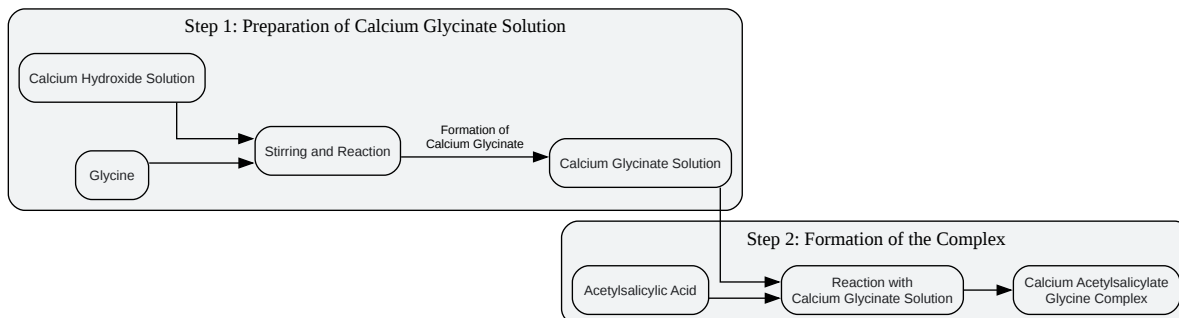 Step 1: Preparation of Calcium Glycinate Solution
Calcium Hydroxide Solution
Glycine
Stirring and Reaction
Formation of
Calcium Glycinate
Calcium Glycinate Solution
Step 2: Formation of the Complex
Acetylsalicylic Acid
Reaction with
Calcium Glycinate Solution
Calcium Acetylsalicylate
Glycine Complex